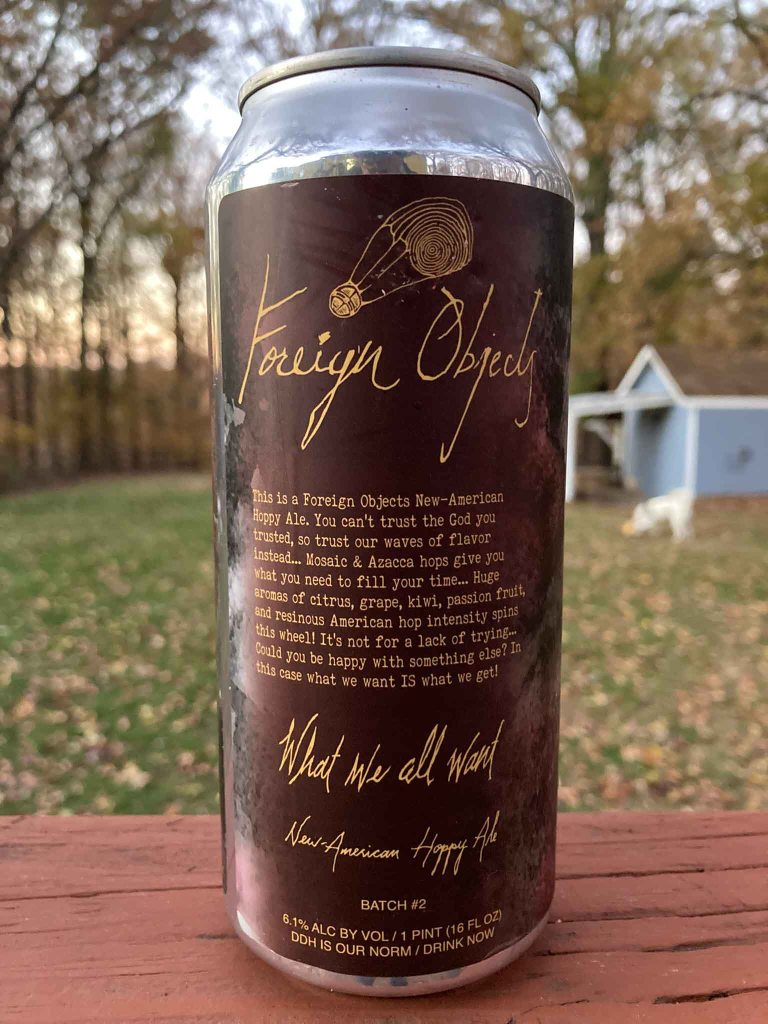 Foreign Objects
This is a Foreign Objects New-American
Hoppy Ale. You can't trust the God you
trusted, so trust our waves of flavor
instead... Mosaic & Azacca hops give you
what you need to fill your time... Huge
aromas of citrus, grape, kiwi, passion fruit,
and resinous American hop intensity spins
this wheel! It's not for a lack of trying...
Could you be happy with something else? In
this case what we want IS what we get!
What We all Want
New-American Hoppy Ale
BATCH #2
6.1% ALC BY VOL / 1 PINT (16 FL OZ)
DDH IS OUR NORM / DRINK NOW